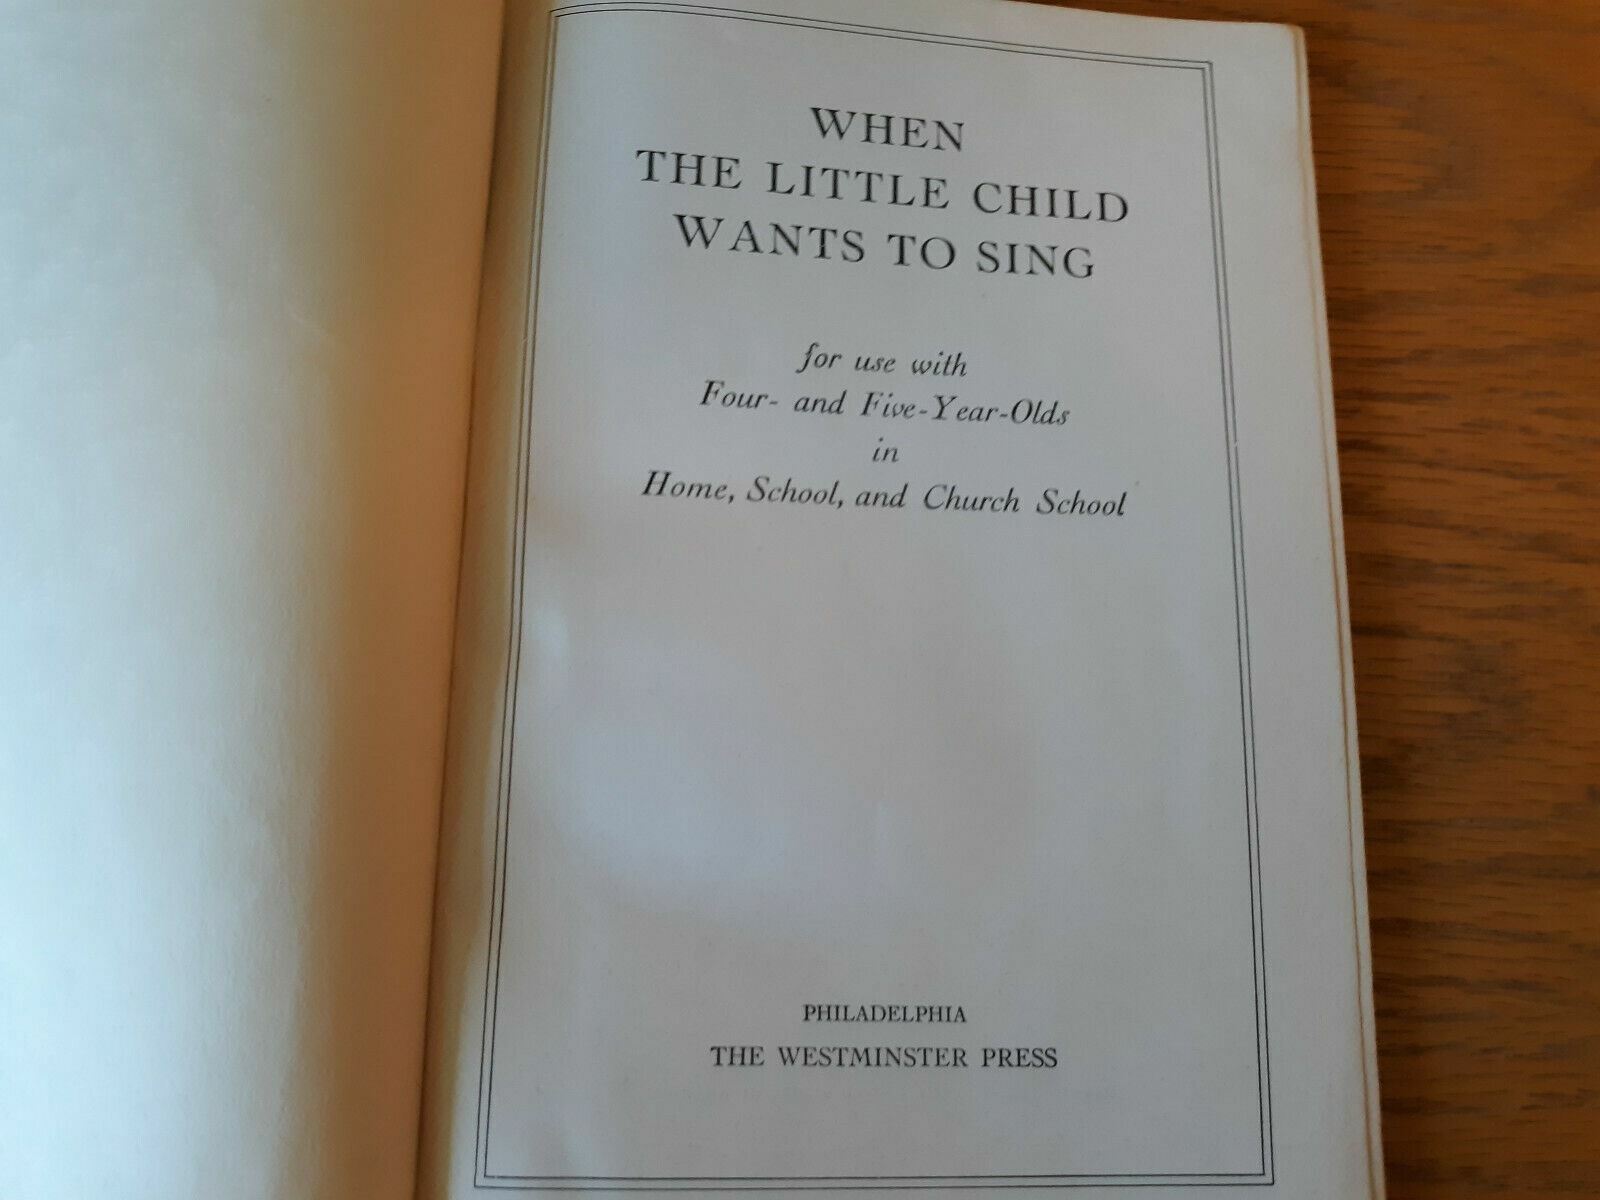 WHEN
THE LITTLE CHILD
WANTS TO SING
for use with
Four- and Five-Year-Olds
in
Home, School, and Church School
PHILADELPHIA
THE WESTMINSTER PRESS